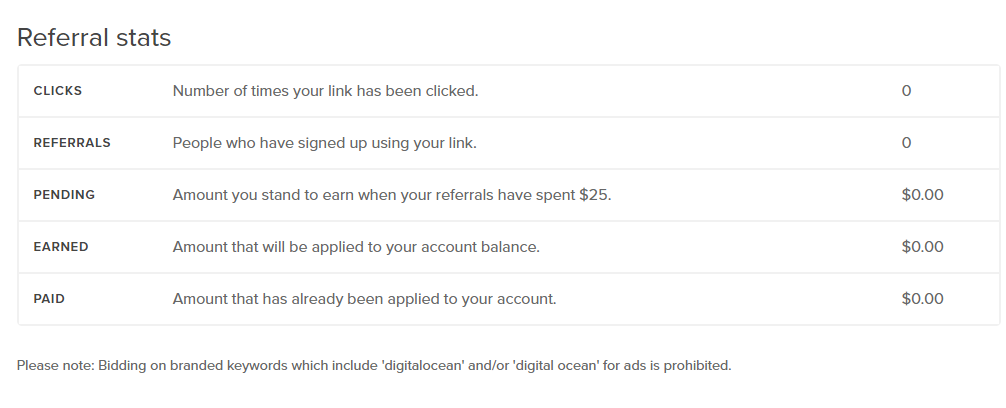 Referral stats
CLICKS Number of times your link has been clicked. 0
REFERRALS People who have signed up using your link. 0
PENDING Amount you stand to earn when your referrals have spent $25. $0.00
EARNED Amount that will be applied to your account balance. $0.00
PAID Amount that has already been applied to your account. $0.00
Please note: Bidding on branded keywords which include 'digitalocean' and/or 'digital ocean' for ads is prohibited.